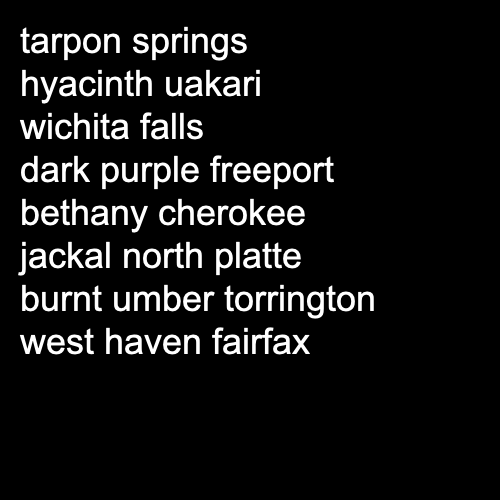 tarpon springs
hyacinth uakari
wichita falls
dark purple freeport
bethany cherokee
jackal north platte
burnt umber torrington
west haven fairfax